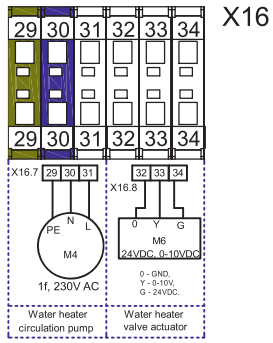 X16
29 30 31 32 33 34
29 30 31 32 33 34
X16.7 29 30 31
X16.8 32 33 34
PE N L
0 Y G
M4
M6
24VDC, 0-10VDC
1f, 230V AC
0 - GND,
Y - 0-10V,
G - 24VDC.
Water heater
circulation pump
Water heater
valve actuator